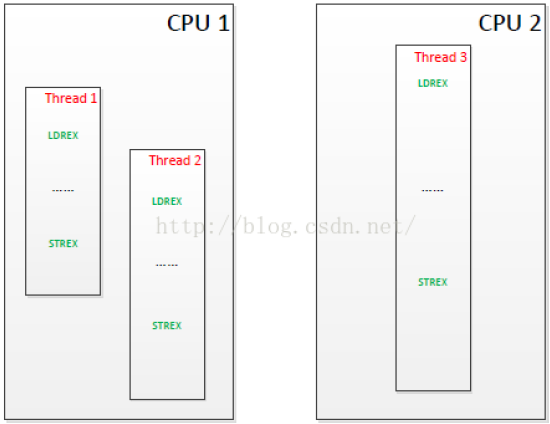 CPU 1
Thread 1
LDREX
......
STREX
Thread 2
LDREX
......
STREX
CPU 2
Thread 3
LDREX
......
STREX
http://blog.csdn.net/